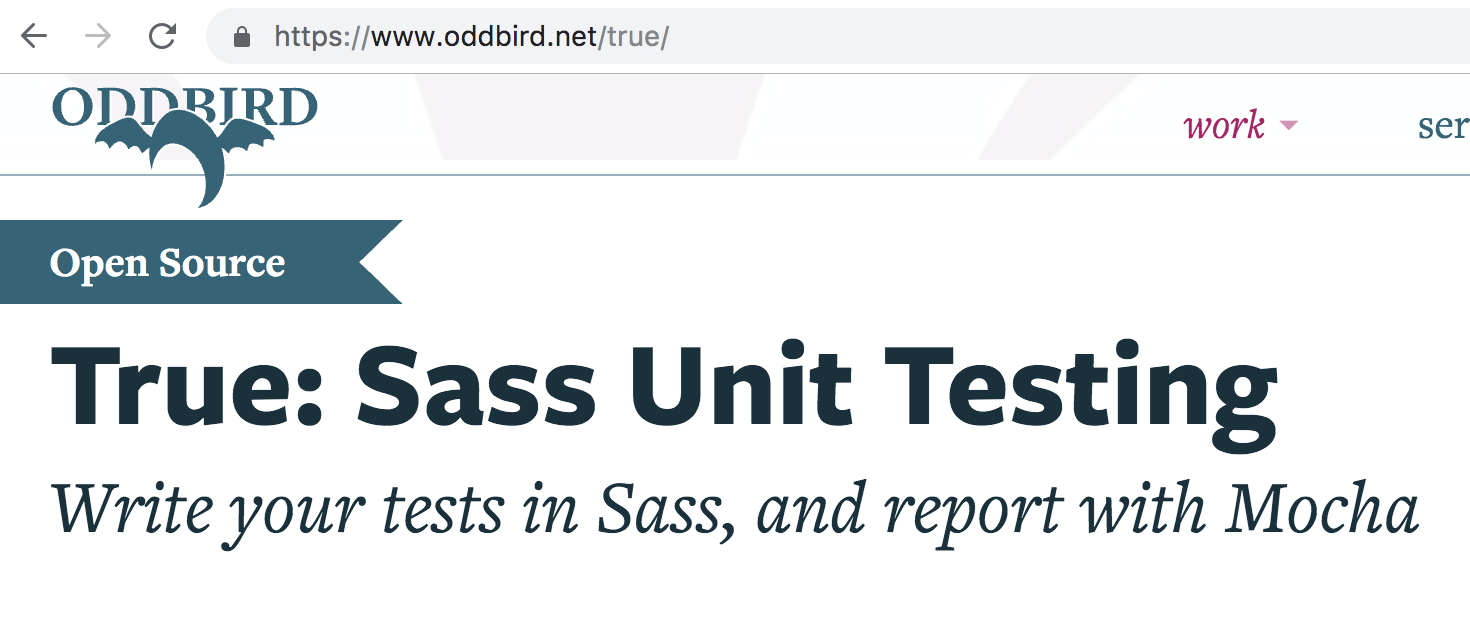 https://www.oddbird.net/true/
ODDBIRD
work
ser
Open Source
True: Sass Unit Testing
Write your tests in Sass, and report with Mocha